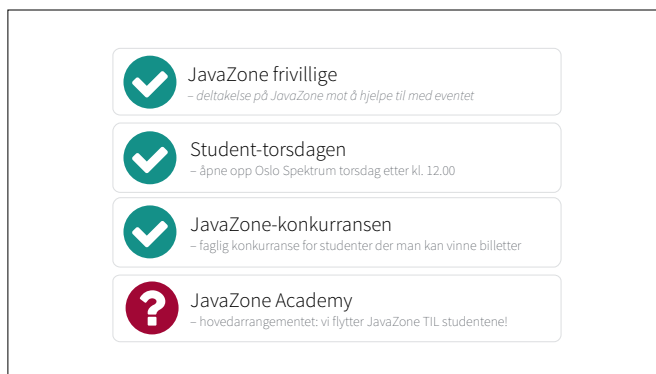 JavaZone frivillige
– deltakelse på JavaZone mot å hjelpe til med eventet
Student-torsdagen
– åpne opp Oslo Spektrum torsdag etter kl. 12.00
JavaZone-konkurransen
– faglig konkurranse for studenter der man kan vinne billetter
JavaZone Academy
– hovedarrangementet: vi flytter JavaZone TIL studentene!